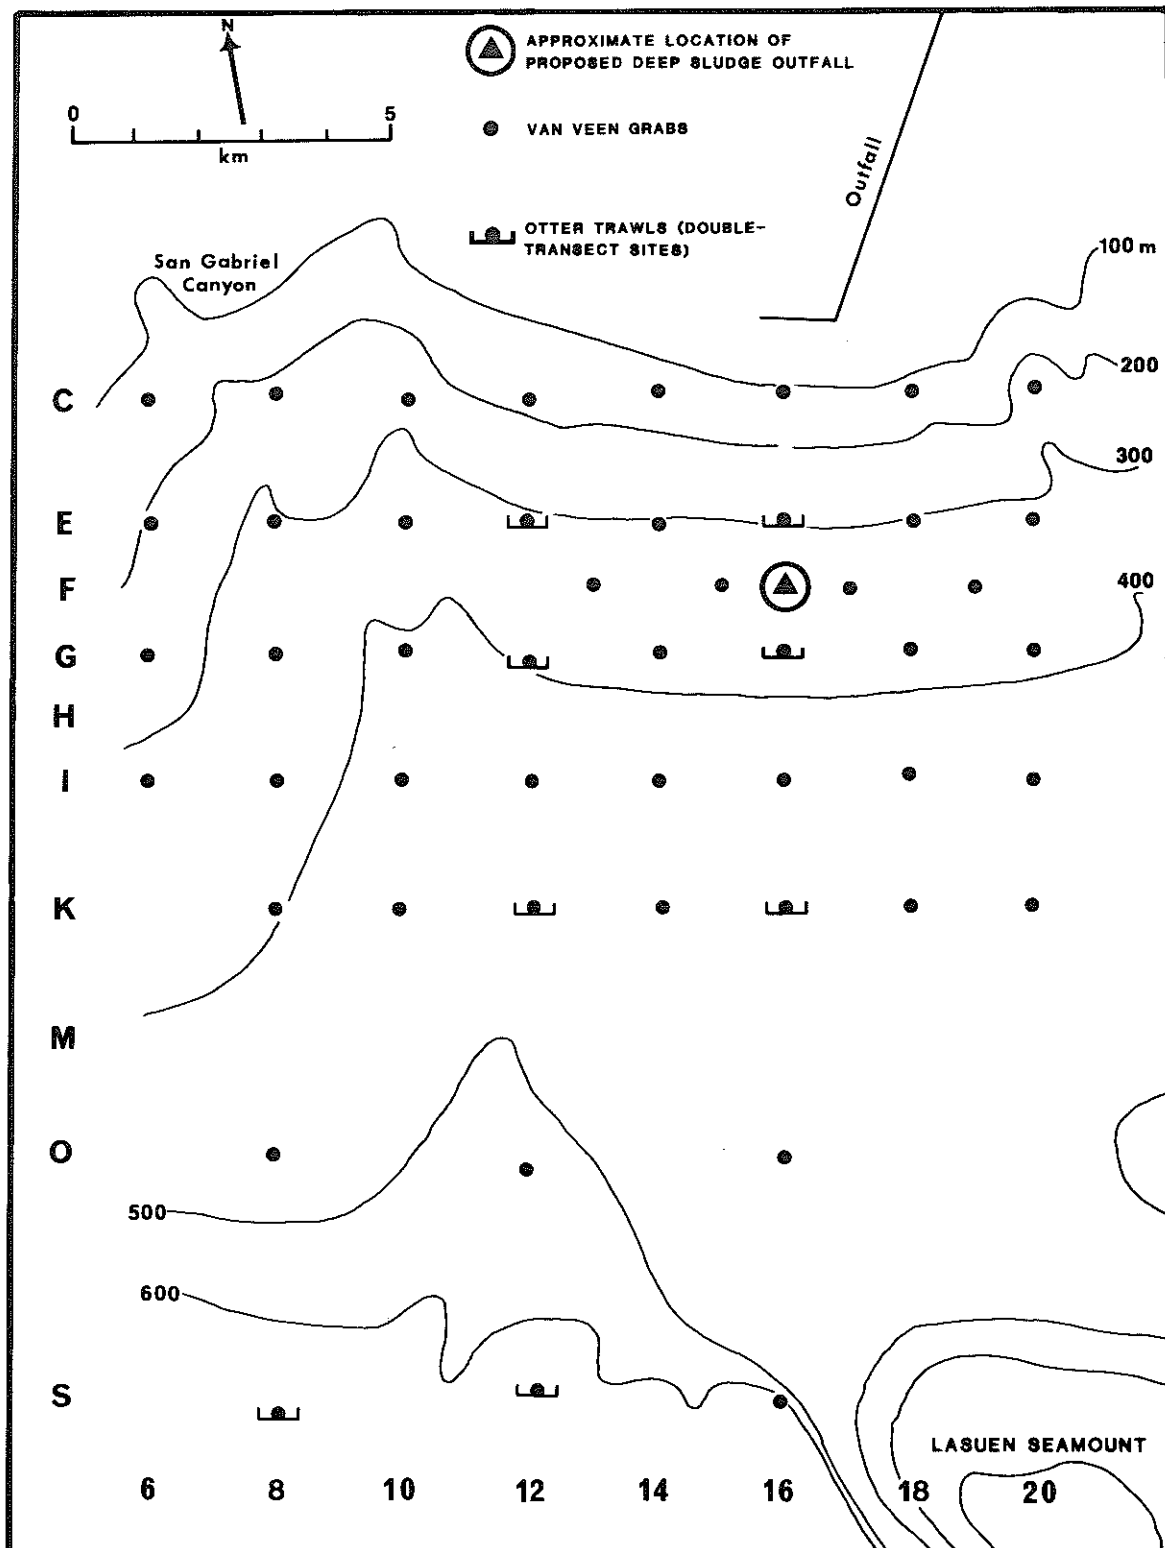 N
APPROXIMATE LOCATION OF
PROPOSED DEEP SLUDGE OUTFALL
0 5
km
VAN VEEN GRABS
Outfall
OTTER TRAWLS (DOUBLE-
TRANSECT SITES)
San Gabriel
Canyon
100 m
200
C
300
E
F
400
G
H
I
K
M
O
500
600
S
LASUEN SEAMOUNT
6 8 10 12 14 16 18 20